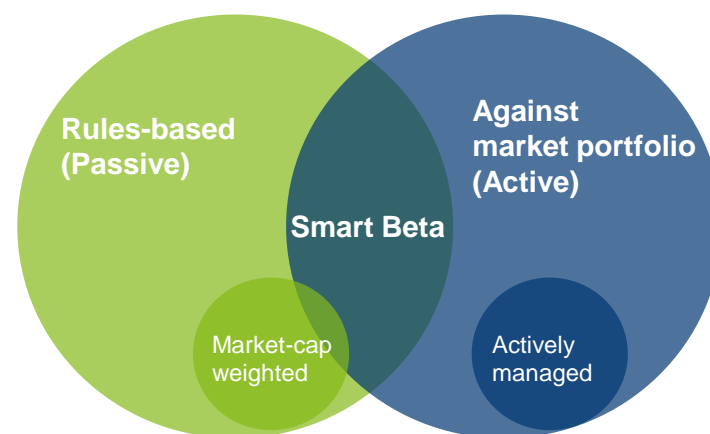 Rules-based
(Passive)
Against
market portfolio
(Active)
Smart Beta
Market-cap
weighted
Actively
managed